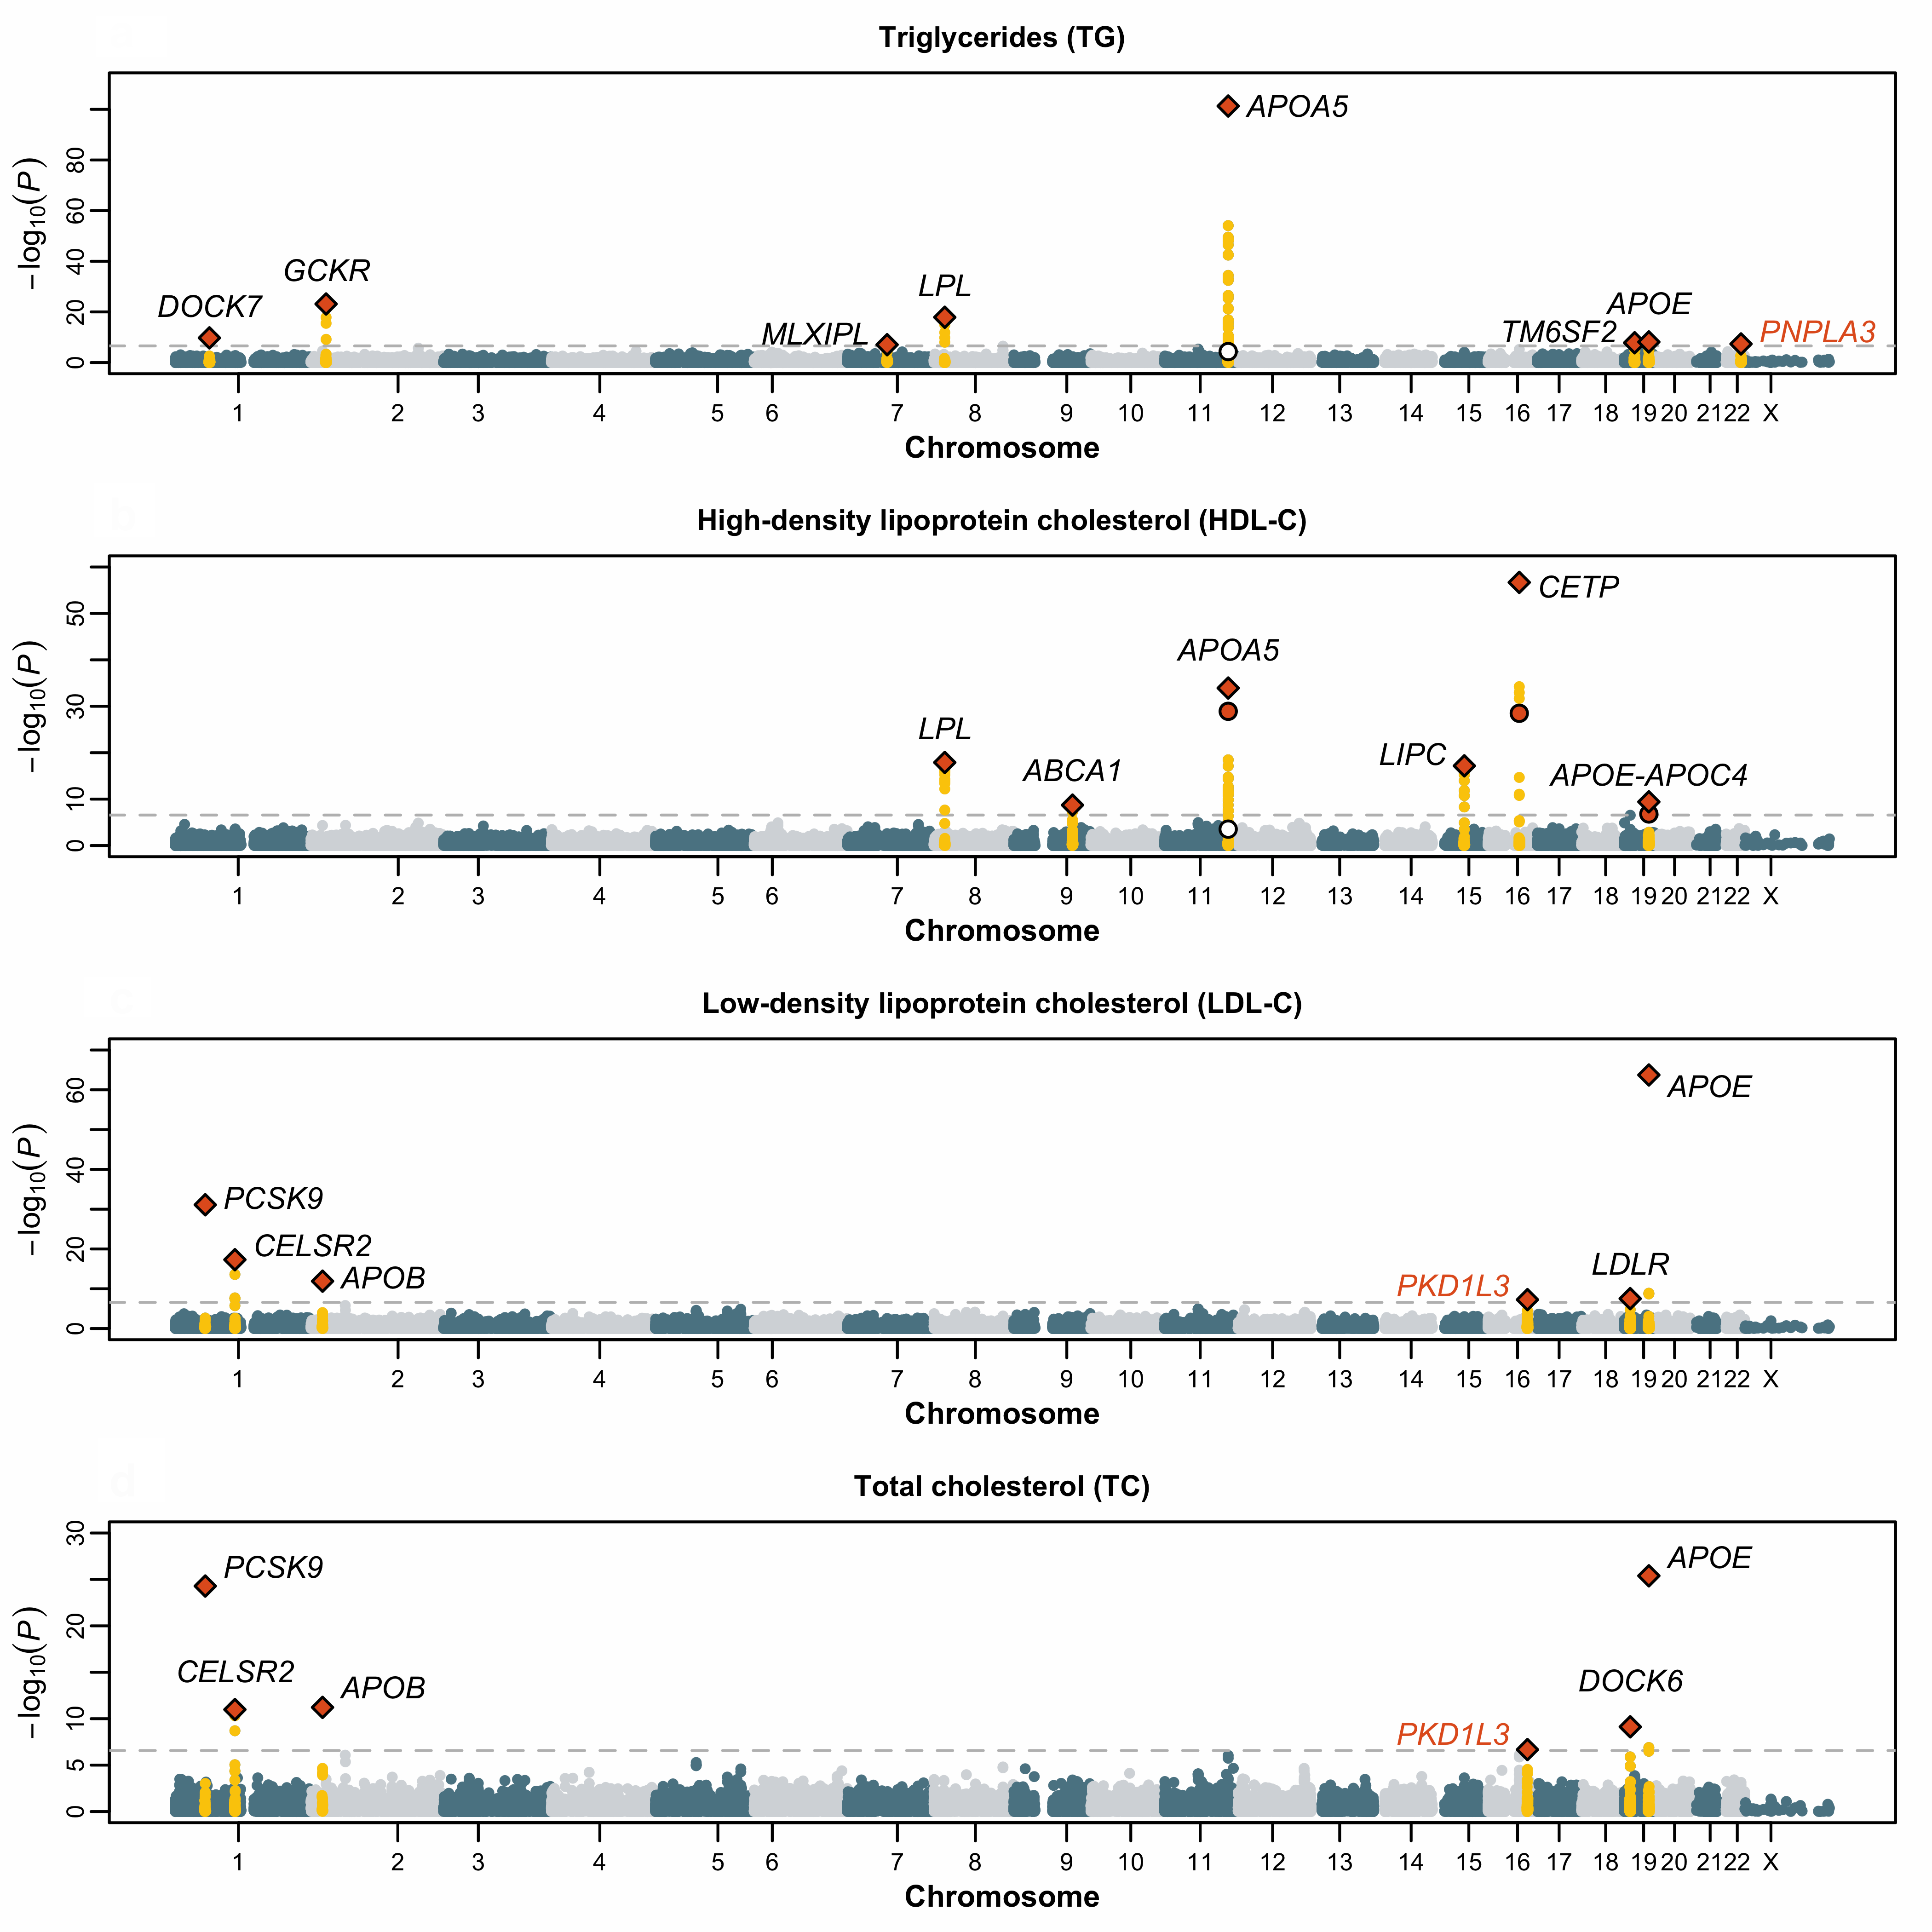 Triglycerides (TG)
−log10(P)
0 20 40 60 80
DOCK7
GCKR
MLXIPL
LPL
APOA5
TM6SF2
APOE
PNPLA3
1 2 3 4 5 6 7 8 9 10 11 12 13 14 15 16 17 18 19 20 21 22 X
Chromosome
b
High-density lipoprotein cholesterol (HDL-C)
−log10(P)
0 10 30 50
LPL
ABCA1
APOA5
LIPC
CETP
APOE-APOC4
1 2 3 4 5 6 7 8 9 10 11 12 13 14 15 16 17 18 19 20 21 22 X
Chromosome
Low-density lipoprotein cholesterol (LDL-C)
−log10(P)
0 20 40 60
PCSK9
CELSR2
APOB
PKD1L3
LDLR
APOE
1 2 3 4 5 6 7 8 9 10 11 12 13 14 15 16 17 18 19 20 21 22 X
Chromosome
d
Total cholesterol (TC)
−log10(P)
0 5 10 20 30
PCSK9
CELSR2
APOB
PKD1L3
DOCK6
APOE
1 2 3 4 5 6 7 8 9 10 11 12 13 14 15 16 17 18 19 20 21 22 X
Chromosome